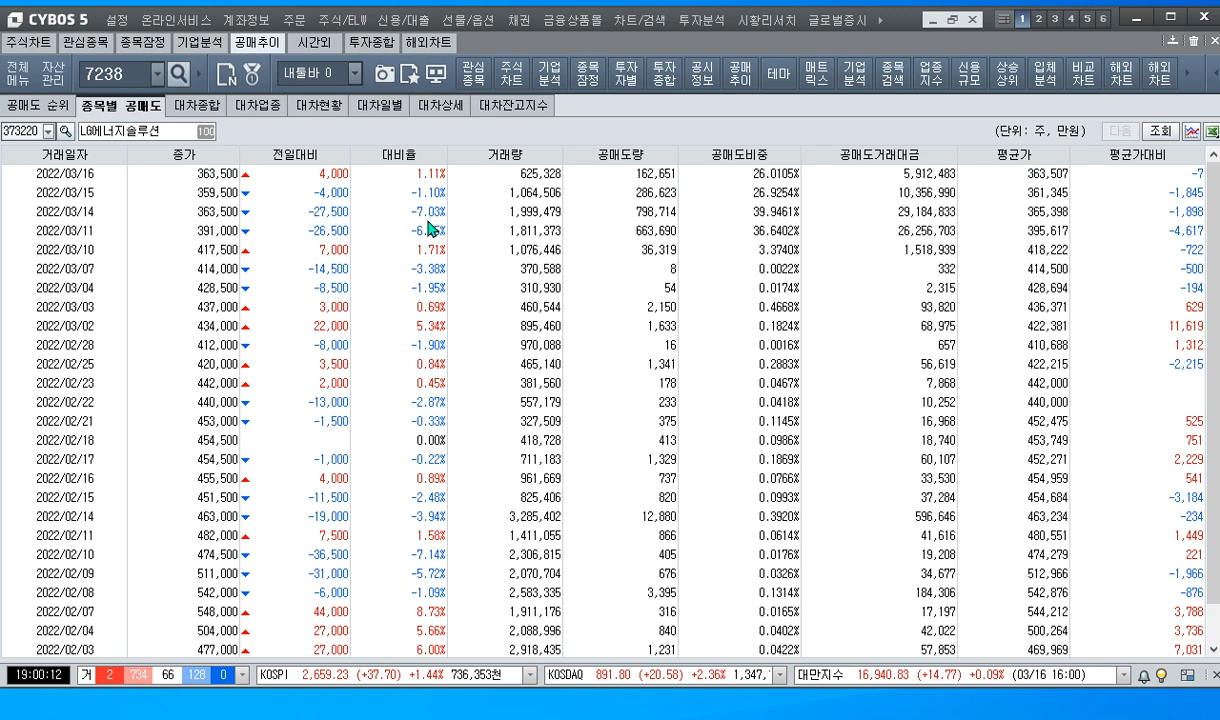 CYBOS 5 설정 온라인서비스 계좌정보 주문 주식/ELW 신용/대출 선물/옵션 채권 금융상품몰 차트/검색 투자분석 시황리서치 글로벌증시 1 2 3 4 5 6
주식차트 관심종목 종목잠정 기업분석 공매추이 시간외 투자종합 해외차트
전체메뉴 자산관리 7238 내툴바 0 관심종목 주식차트 기업분석 종목잠정 투자자별 투자종합 공시정보 공매추이 테마 매트릭스 기업분석 종목검색 업종지수 신용규모 상승상위 입체분석 비교차트 해외차트 해외차트
공매도 순위 종목별 공매도 대차종합 대차업종 대차현황 대차일별 대차상세 대차잔고지수
373220 LG에너지솔루션 100 (단위: 주, 만원) 다음 조회
거래일자 종가 전일대비 대비율 거래량 공매도량 공매도비중 공매도거래대금 평균가 평균가대비
2022/03/16 363,500 ▲ 4,000 1.11% 625,328 162,651 26.0105% 5,912,483 363,507 -7
2022/03/15 359,500 ▼ -4,000 -1.10% 1,064,506 286,623 26.9254% 10,356,990 361,345 -1,845
2022/03/14 363,500 ▼ -27,500 -7.03% 1,999,479 798,714 39.9461% 29,184,833 365,398 -1,898
2022/03/11 391,000 ▼ -26,500 1,811,373 663,690 36.6402% 26,256,703 395,617 -4,617
2022/03/10 417,500 ▲ 7,000 1.71% 1,076,446 36,319 3.3740% 1,518,939 418,222 -722
2022/03/07 414,000 ▼ -14,500 -3.38% 370,588 8 0.0022% 332 414,500 -500
2022/03/04 428,500 ▼ -8,500 -1.95% 310,930 54 0.0174% 2,315 428,694 -194
2022/03/03 437,000 ▲ 3,000 0.69% 460,544 2,150 0.4668% 93,820 436,371 629
2022/03/02 434,000 ▲ 22,000 5.34% 895,460 1,633 0.1824% 68,975 422,381 11,619
2022/02/28 412,000 ▼ -8,000 -1.90% 970,088 16 0.0016% 657 410,688 1,312
2022/02/25 420,000 ▲ 3,500 0.84% 465,140 1,341 0.2883% 56,619 422,215 -2,215
2022/02/23 442,000 ▲ 2,000 0.45% 381,560 178 0.0467% 7,868 442,000
2022/02/22 440,000 ▼ -13,000 -2.87% 557,179 233 0.0418% 10,252 440,000
2022/02/21 453,000 ▼ -1,500 -0.33% 327,509 375 0.1145% 16,968 452,475 525
2022/02/18 454,500 0.00% 418,728 413 0.0986% 18,740 453,749 751
2022/02/17 454,500 ▼ -1,000 -0.22% 711,183 1,329 0.1869% 60,107 452,271 2,229
2022/02/16 455,500 ▲ 4,000 0.89% 961,669 737 0.0766% 33,530 454,959 541
2022/02/15 451,500 ▼ -11,500 -2.48% 825,406 820 0.0993% 37,284 454,684 -3,184
2022/02/14 463,000 ▼ -19,000 -3.94% 3,285,402 12,880 0.3920% 596,646 463,234 -234
2022/02/11 482,000 ▲ 7,500 1.58% 1,411,055 866 0.0614% 41,616 480,551 1,449
2022/02/10 474,500 ▼ -36,500 -7.14% 2,306,815 405 0.0176% 19,208 474,279 221
2022/02/09 511,000 ▼ -31,000 -5.72% 2,070,704 676 0.0326% 34,677 512,966 -1,966
2022/02/08 542,000 ▼ -6,000 -1.09% 2,583,335 3,395 0.1314% 184,306 542,876 -876
2022/02/07 548,000 ▲ 44,000 8.73% 1,911,176 316 0.0165% 17,197 544,212 3,788
2022/02/04 504,000 ▲ 27,000 5.66% 2,088,996 840 0.0402% 42,022 500,264 3,736
2022/02/03 477,000 ▲ 27,000 6.00% 2,918,435 1,231 0.0422% 57,853 469,969 7,031
19:00:12 거 2 734 66 128 0 KOSPI 2,659.23 (+37.70) +1.44% 736,353천 KOSDAQ 891.80 (+20.58) +2.36% 1,347, 대만지수 16,940.83 (+14.77) +0.09% (03/16 16:00)